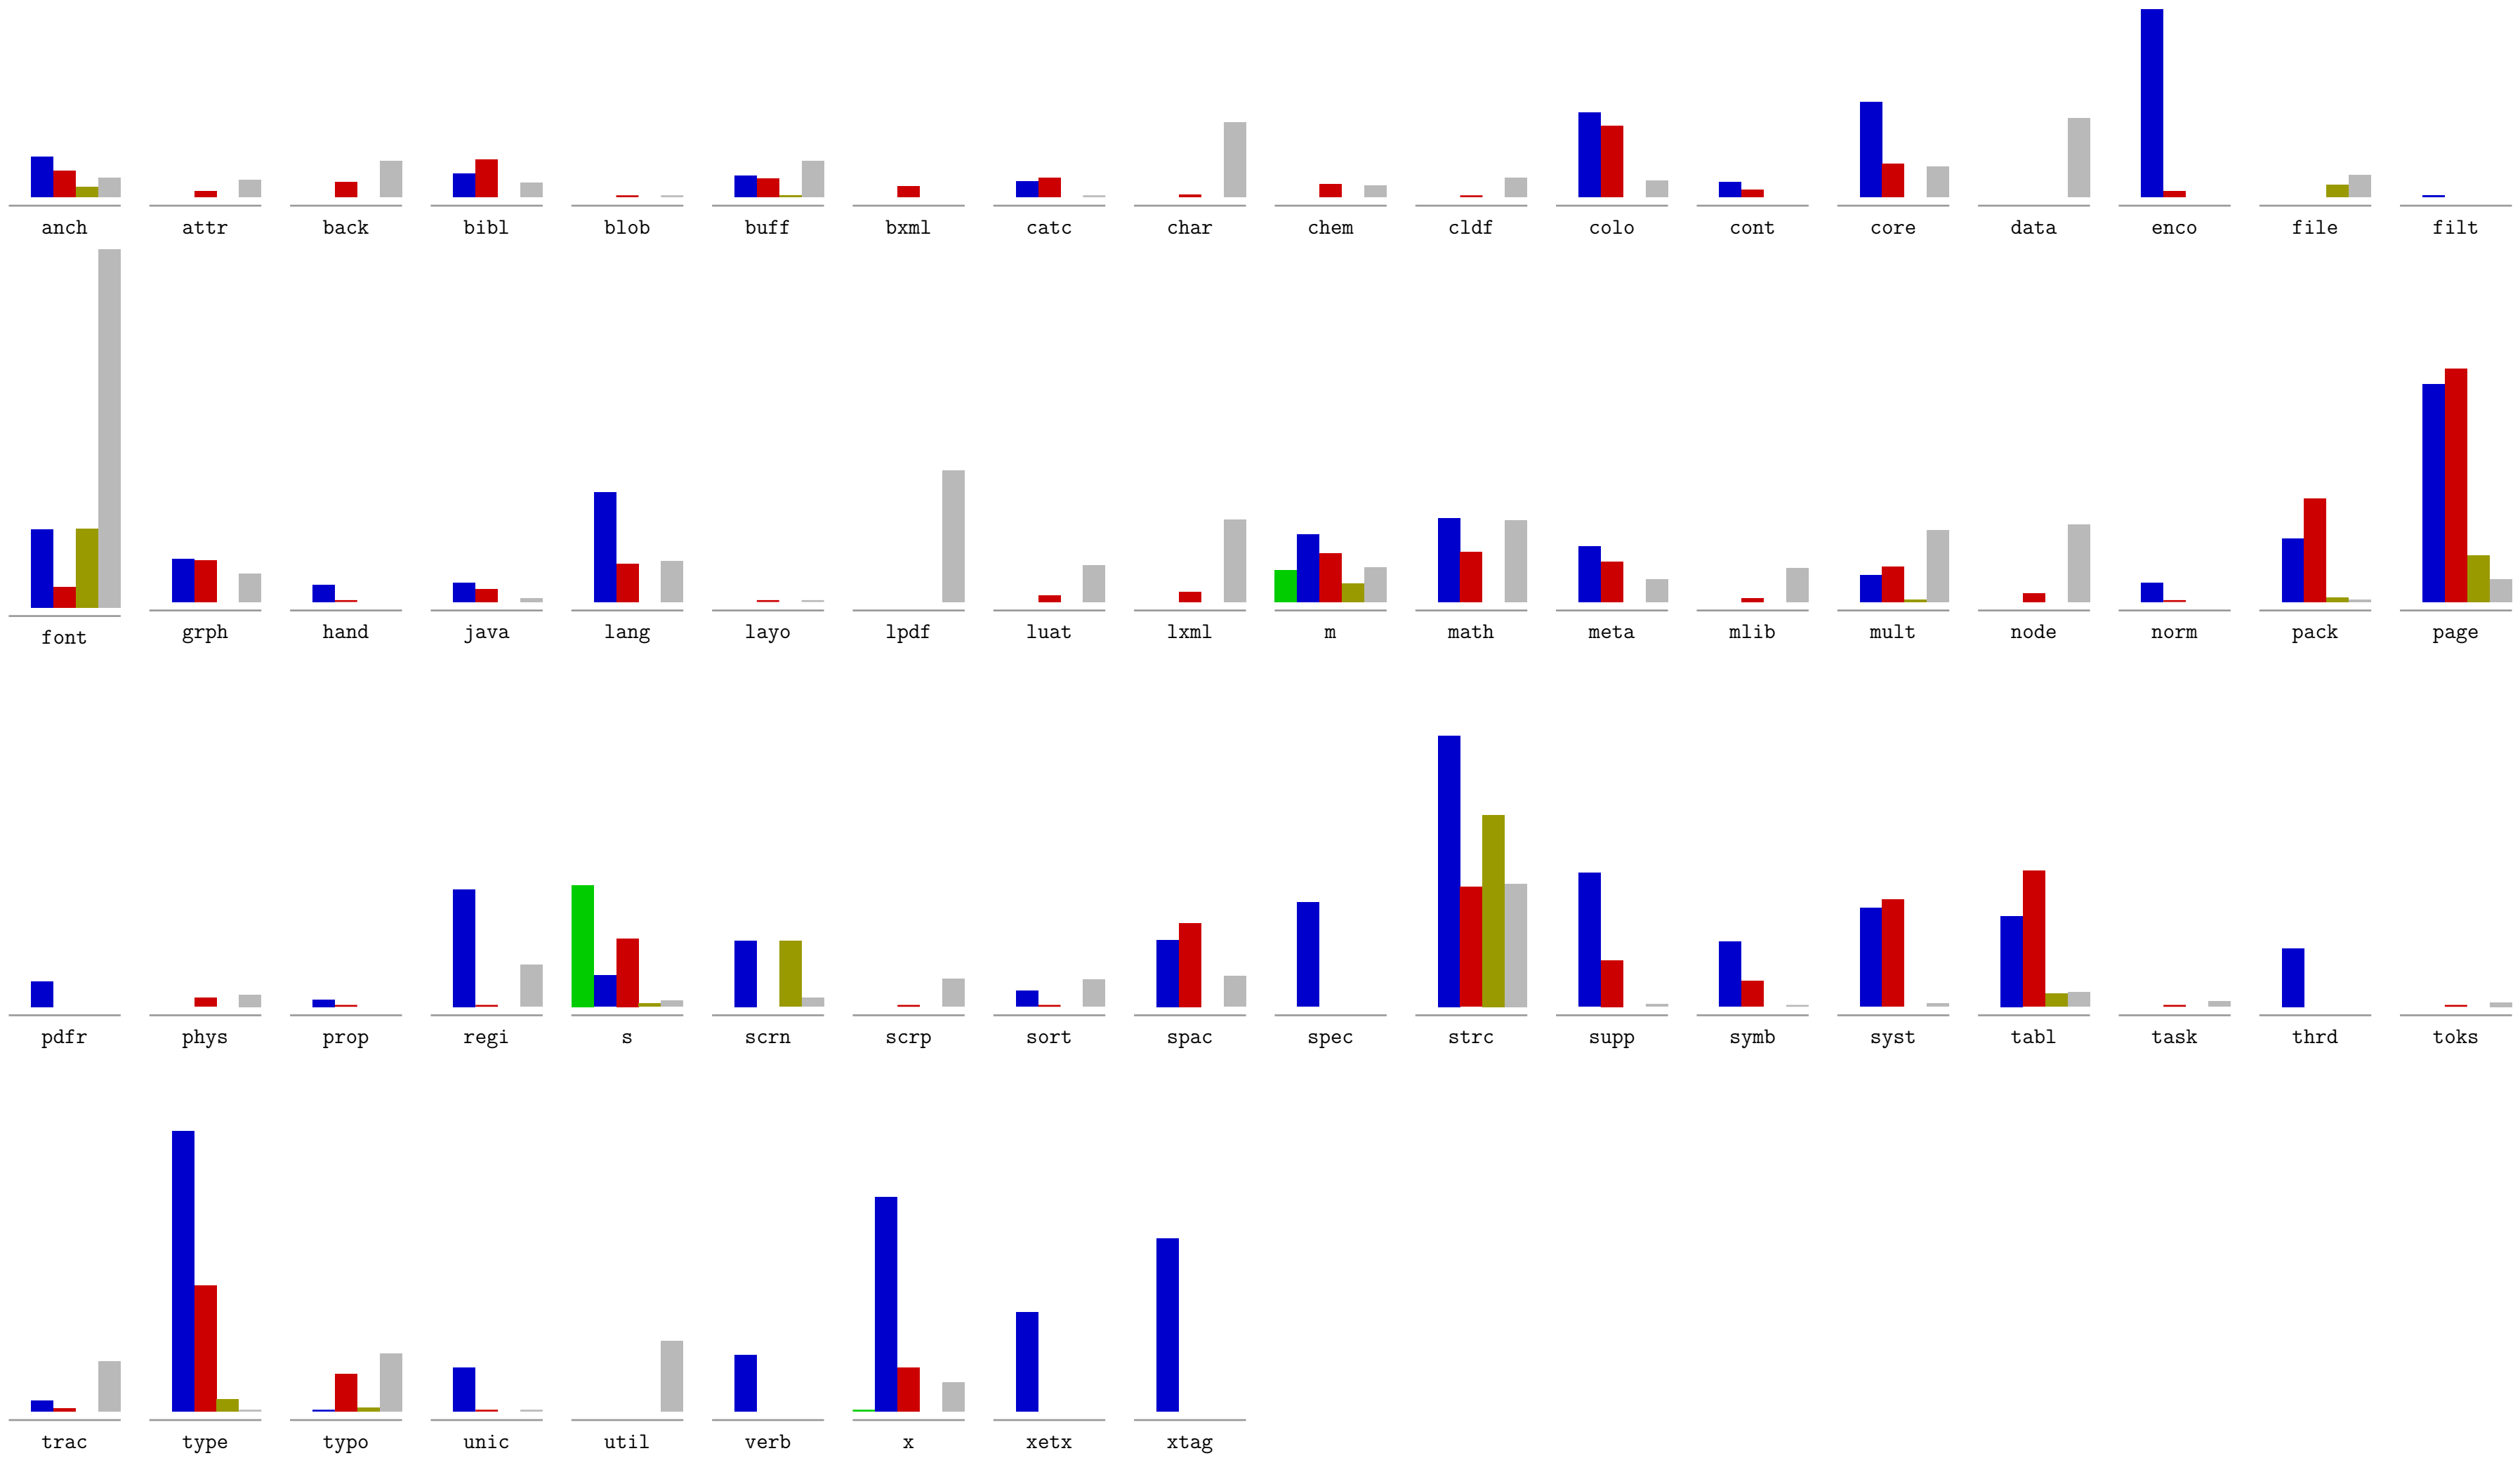 anch attr back bibl blob buff bxml catc char chem cldf colo cont core data enco file filt
font grph hand java lang layo lpdf luat lxml m math meta mlib mult node norm pack page
pdfr phys prop regi s scrn scrp sort spac spec strc supp symb syst tabl task thrd toks
trac type typo unic util verb x xetx xtag